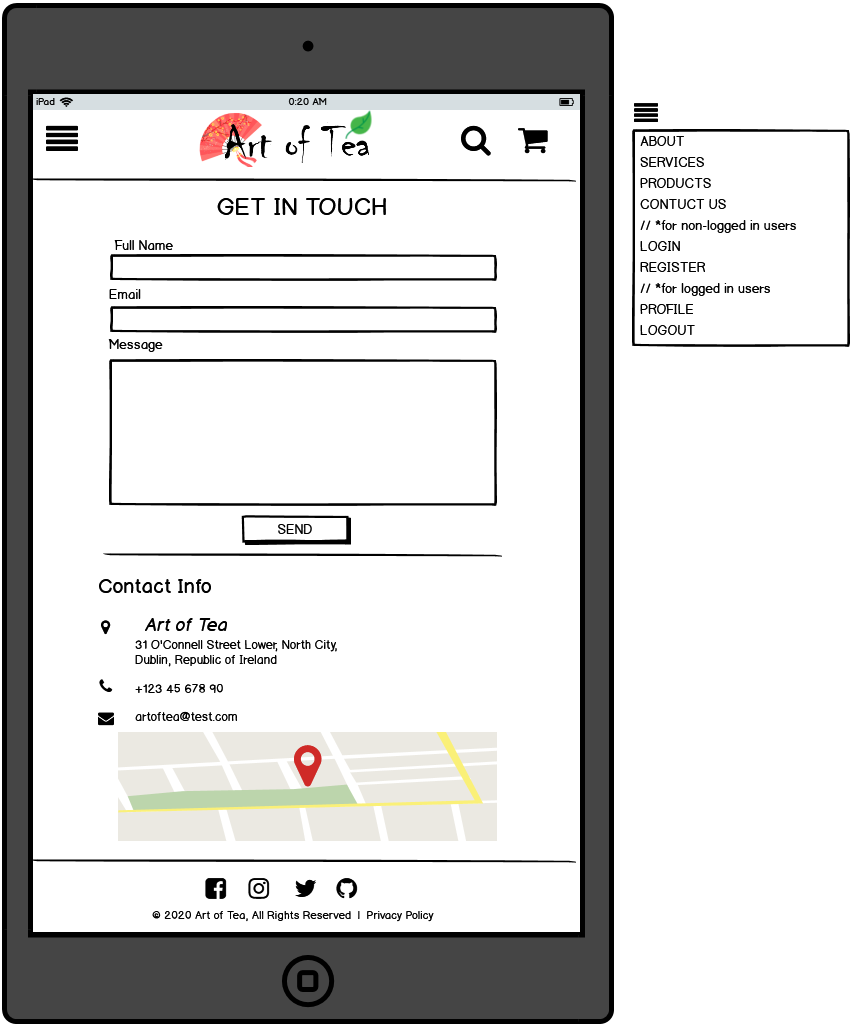 iPad
0:20 AM
Art of Tea
GET IN TOUCH
Full Name
Email
Message
SEND
Contact Info
Art of Tea
31 O'Connell Street Lower, North City,
Dublin, Republic of Ireland
+123 45 678 90
artoftea@test.com
© 2020 Art of Tea, All Rights Reserved | Privacy Policy
ABOUT
SERVICES
PRODUCTS
CONTUCT US
// *for non-logged in users
LOGIN
REGISTER
// *for logged in users
PROFILE
LOGOUT